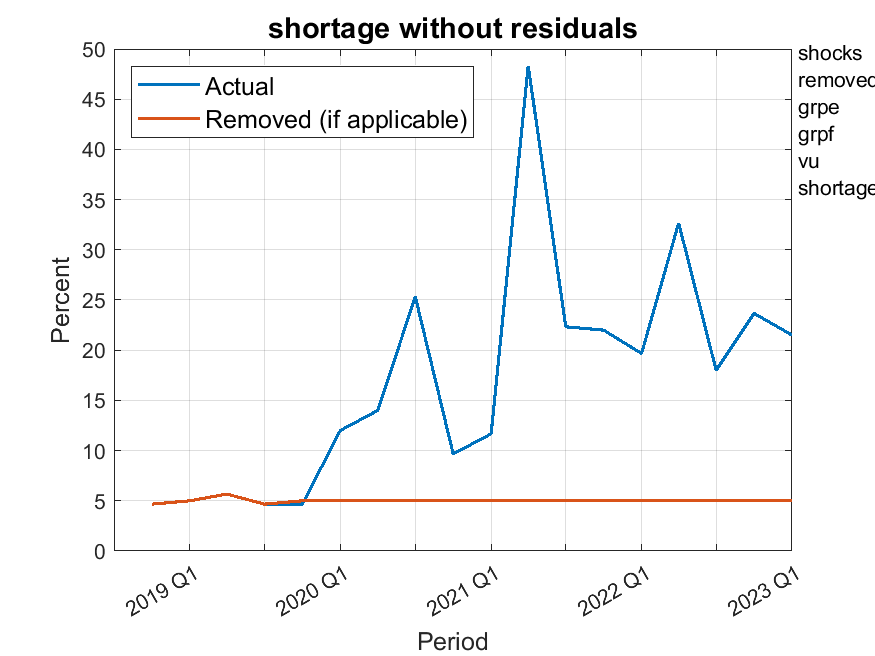 shortage without residuals
Actual
Removed (if applicable)
shocks
removed
grpe
grpf
vu
shortage
Percent
50
45
40
35
30
25
20
15
10
5
0
2019 Q1
2020 Q1
2021 Q1
2022 Q1
2023 Q1
Period